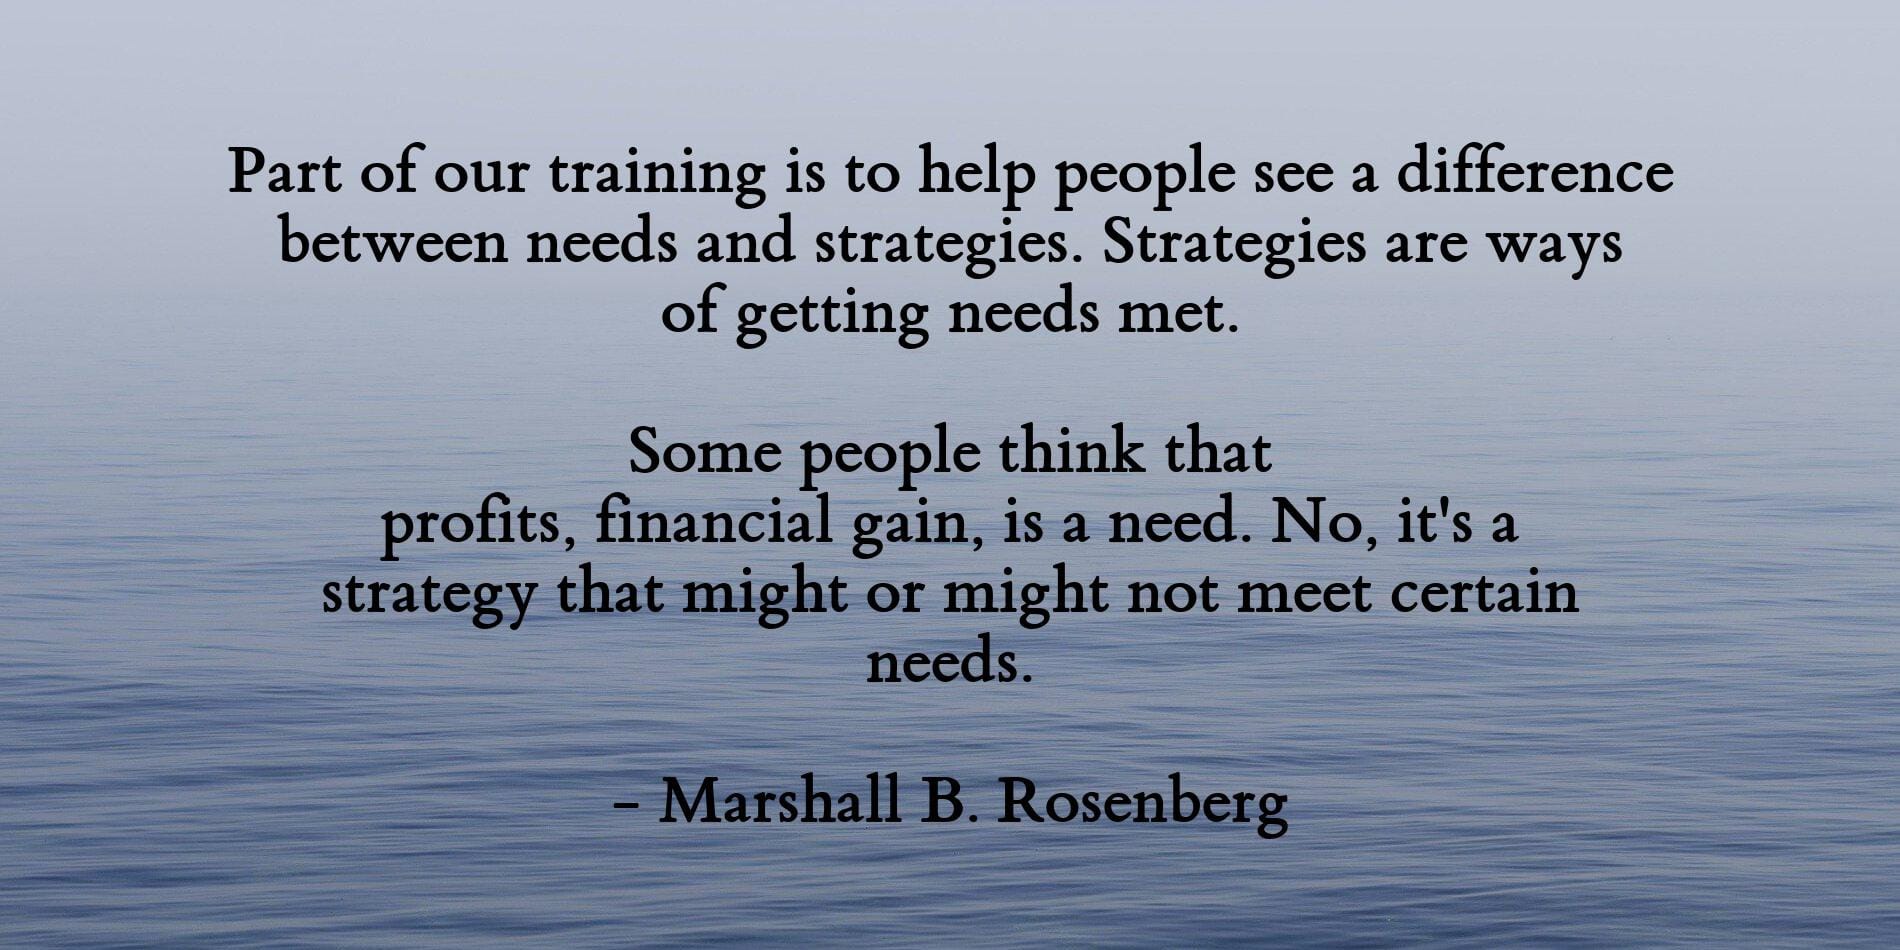 Part of our training is to help people see a difference
between needs and strategies. Strategies are ways
of getting needs met.
Some people think that
profits, financial gain, is a need. No, it's a
strategy that might or might not meet certain
needs.
- Marshall B. Rosenberg